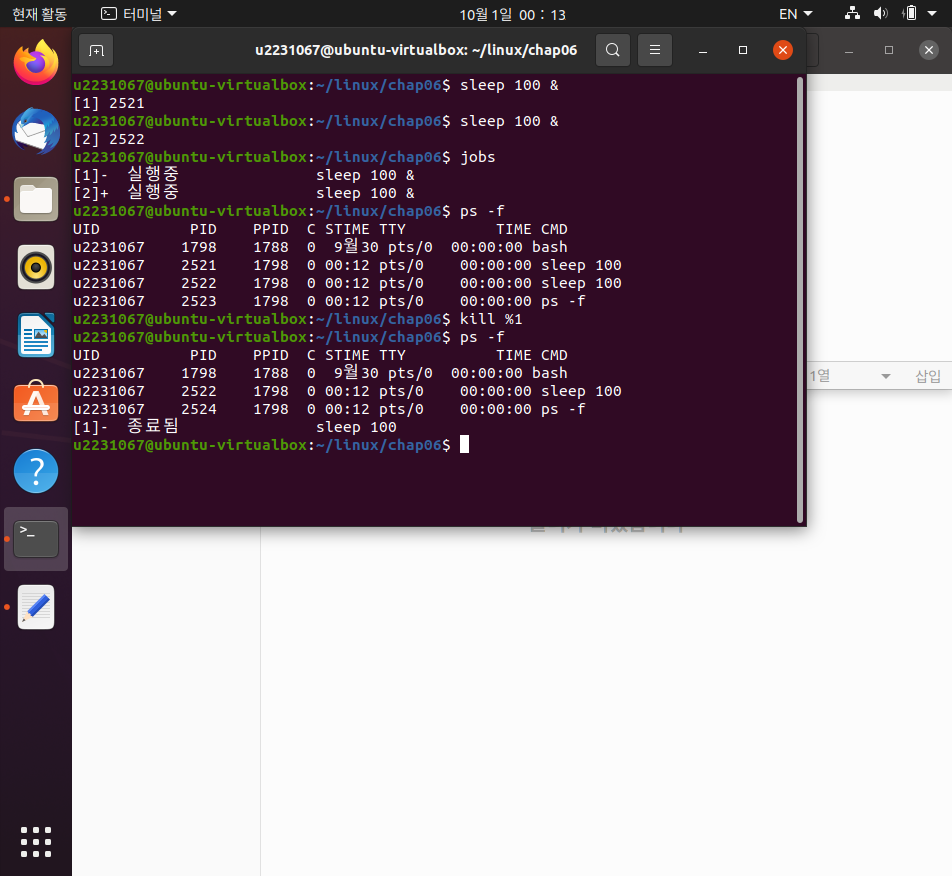 현재 활동
터미널
10월 1일 00 : 13
EN
u2231067@ubuntu-virtualbox: ~/linux/chap06
u2231067@ubuntu-virtualbox:~/linux/chap06$ sleep 100 &
[1] 2521
u2231067@ubuntu-virtualbox:~/linux/chap06$ sleep 100 &
[2] 2522
u2231067@ubuntu-virtualbox:~/linux/chap06$ jobs
[1]-  실행중               sleep 100 &
[2]+  실행중               sleep 100 &
u2231067@ubuntu-virtualbox:~/linux/chap06$ ps -f
UID          PID    PPID  C STIME TTY          TIME CMD
u2231067    1798    1788  0  9월30 pts/0  00:00:00 bash
u2231067    2521    1798  0 00:12 pts/0    00:00:00 sleep 100
u2231067    2522    1798  0 00:12 pts/0    00:00:00 sleep 100
u2231067    2523    1798  0 00:12 pts/0    00:00:00 ps -f
u2231067@ubuntu-virtualbox:~/linux/chap06$ kill %1
u2231067@ubuntu-virtualbox:~/linux/chap06$ ps -f
UID          PID    PPID  C STIME TTY          TIME CMD
u2231067    1798    1788  0  9월30 pts/0  00:00:00 bash
u2231067    2522    1798  0 00:12 pts/0    00:00:00 sleep 100
u2231067    2524    1798  0 00:12 pts/0    00:00:00 ps -f
[1]-  종료됨               sleep 100
u2231067@ubuntu-virtualbox:~/linux/chap06$
1열
삽입